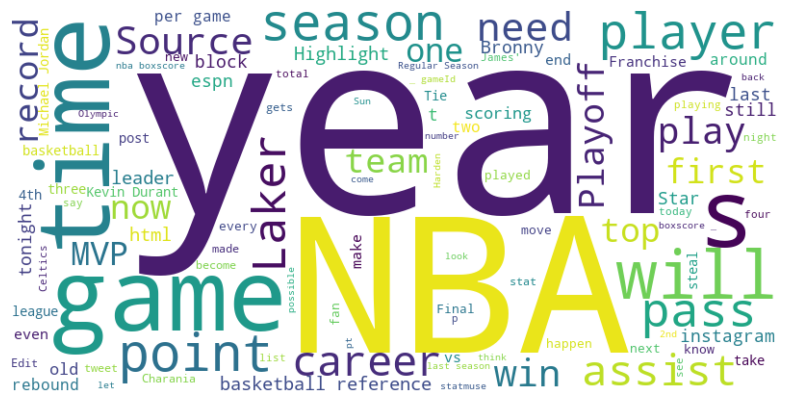 year
NBA
time
game
season
need
player
Source
per game
one
Highlight
Bronny
James'
end
Franchise
around
record
Michael Jordan
new
block
nba boxscore
Regular Season
_ gameId
back
espn
total
last
still
Olympic
gets
Sun
Tie
t
scoring
number
playing
night
basketball
post
two
Playoff
play
leader
three
team
Harden
played
first
4th
say
Kevin Durant
Laker
come
Star
today
four
now
html
every
move
top
boxscore _
s
tonight
MVP
made
make
look
stat
will
steal
Celtics
become
possible
fan
Final
p
pass
league
point
pt
vs
happen
next
instagram
even
2nd
know
Edit
old
tweet
Charania
list
career
last season
think
win
assist
see
take
rebound
let
basketball reference
statmuse